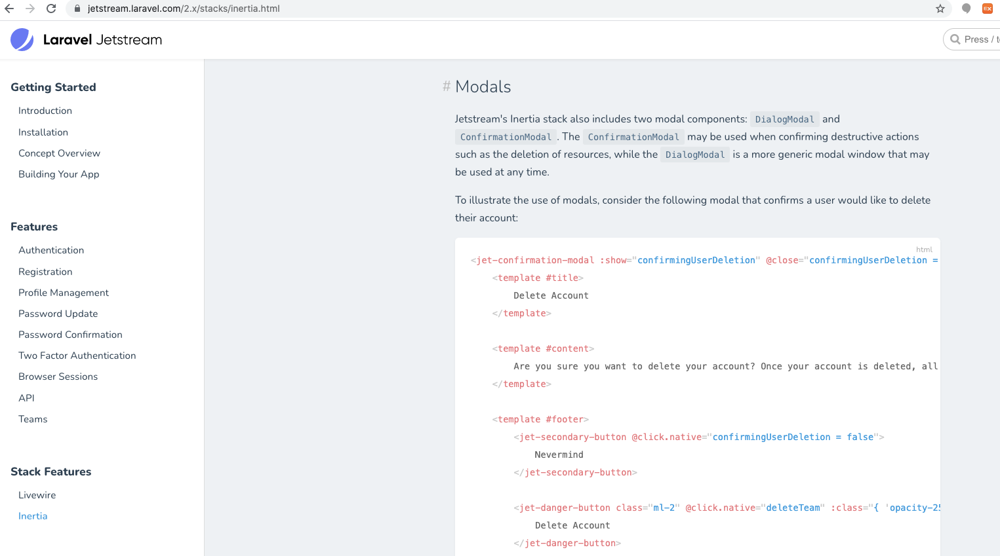 jetstream.laravel.com/2.x/stacks/inertia.html
Laravel Jetstream
Press / t
Getting Started
Introduction
Installation
Concept Overview
Building Your App
Features
Authentication
Registration
Profile Management
Password Update
Password Confirmation
Two Factor Authentication
Browser Sessions
API
Teams
Stack Features
Livewire
Inertia
# Modals
Jetstream's Inertia stack also includes two modal components: DialogModal and
ConfirmationModal. The ConfirmationModal may be used when confirming destructive actions
such as the deletion of resources, while the DialogModal is a more generic modal window that may
be used at any time.
To illustrate the use of modals, consider the following modal that confirms a user would like to delete
their account:
html
<jet-confirmation-modal :show="confirmingUserDeletion" @close="confirmingUserDeletion =
<template #title>
Delete Account
</template>
<template #content>
Are you sure you want to delete your account? Once your account is deleted, all
</template>
<template #footer>
<jet-secondary-button @click.native="confirmingUserDeletion = false">
Nevermind
</jet-secondary-button>
<jet-danger-button class="ml-2" @click.native="deleteTeam" :class="{ 'opacity-25
Delete Account
</jet-danger-button>